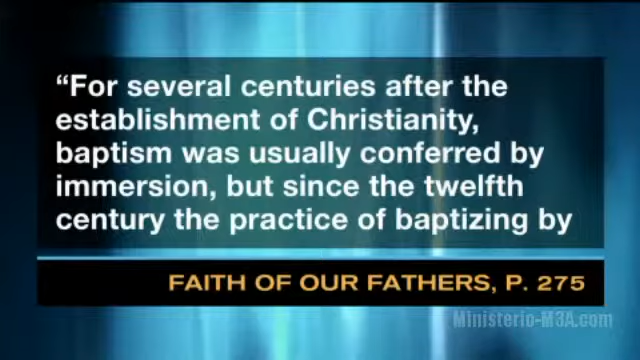 “For several centuries after the
establishment of Christianity,
baptism was usually conferred by
immersion, but since the twelfth
century the practice of baptizing by
FAITH OF OUR FATHERS, P. 275
Ministerio-M3A.com